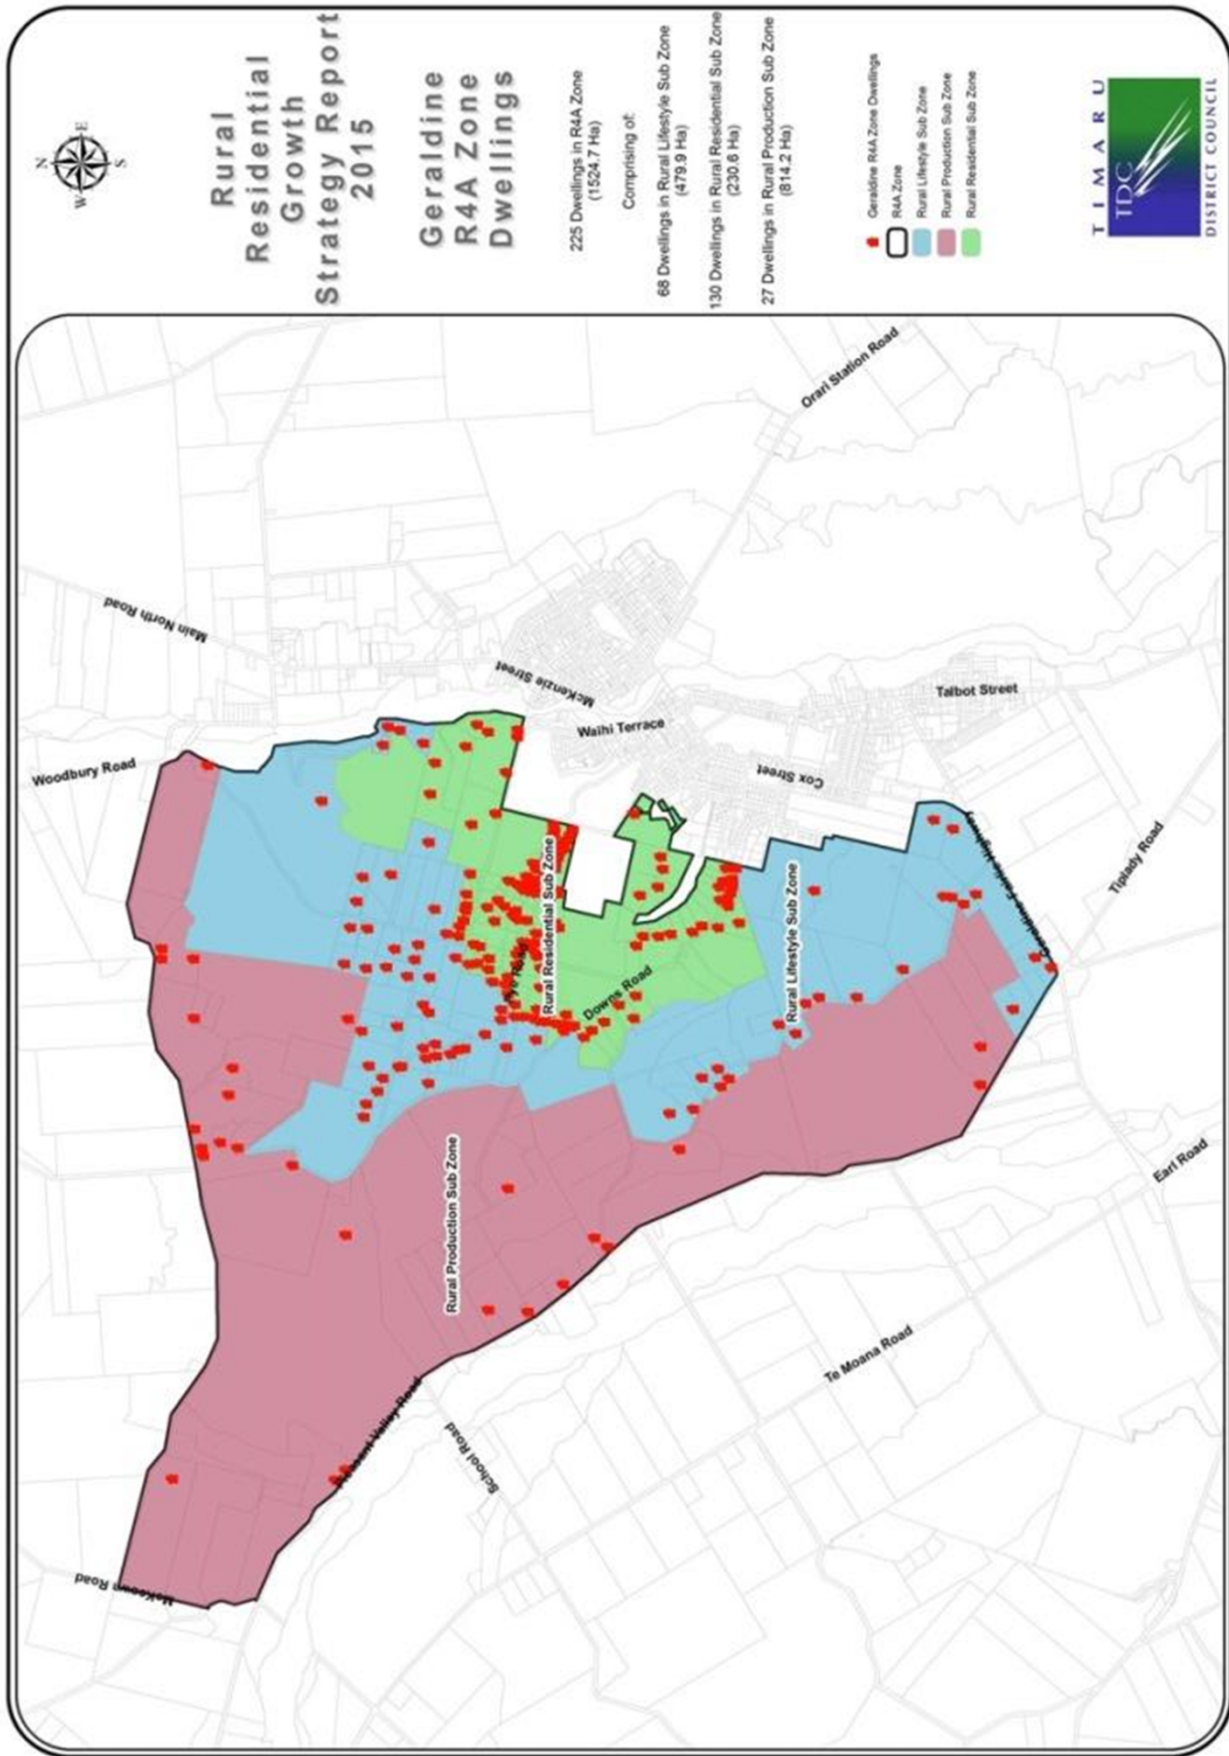 N
W
E
S
Rural
Residential
Growth
Strategy Report
2015
Geraldine
R4A Zone
Dwellings
225 Dwellings in R4A Zone
(1524.7 Ha)
Comprising of:
68 Dwellings in Rural Lifestyle Sub Zone
(479.9 Ha)
130 Dwellings in Rural Residential Sub Zone
(230.6 Ha)
27 Dwellings in Rural Production Sub Zone
(814.2 Ha)
Geraldine R4A Zone Dwellings
R4A Zone
Rural Lifestyle Sub Zone
Rural Production Sub Zone
Rural Residential Sub Zone
TIMARU
TDC
DISTRICT COUNCIL
Main North Road
Woodbury Road
McKenzie Street
Waihi Terrace
Orari Station Road
Talbot Street
Cox Street
Rural Residential Sub Zone
Road
Downs Road
Rural Lifestyle Sub Zone
Tiplady Road
Highway
Rural Production Sub Zone
Earl Road
Te Moana Road
School Road
Pleasant Valley Road
McKeown Road